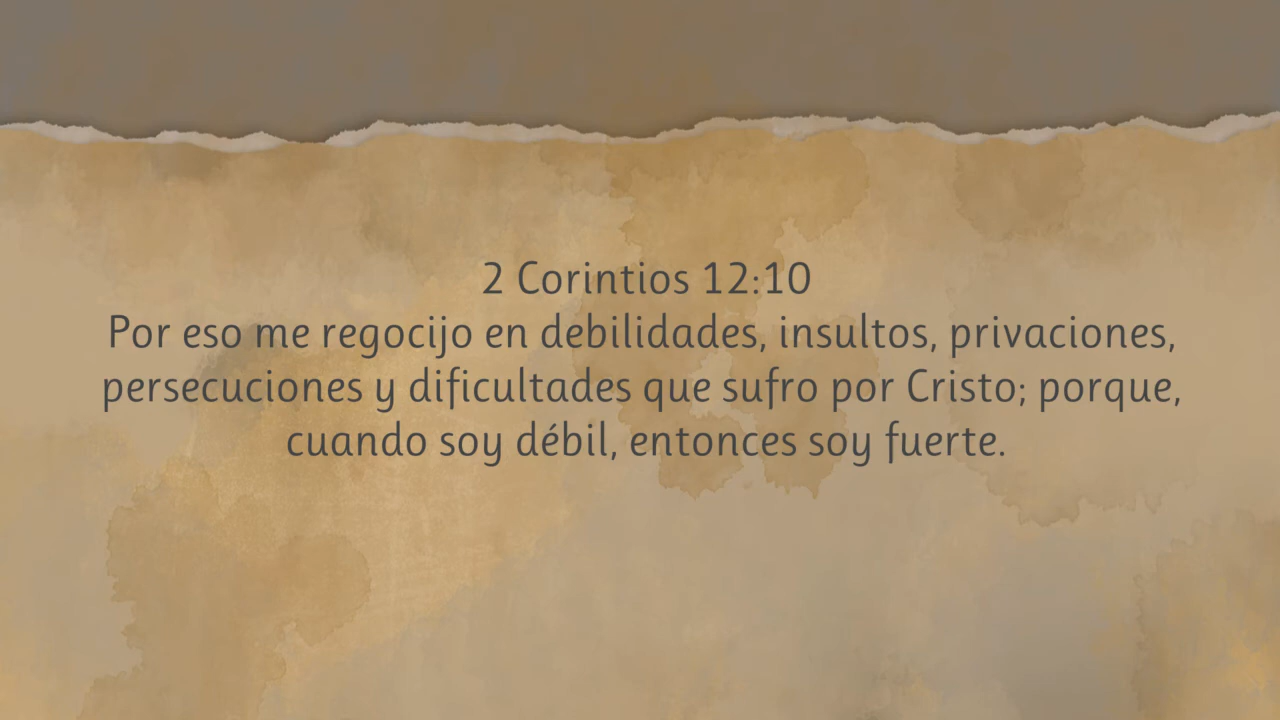 2 Corintios 12:10
Por eso me regocijo en debilidades, insultos, privaciones,
persecuciones y dificultades que sufro por Cristo; porque,
cuando soy débil, entonces soy fuerte.